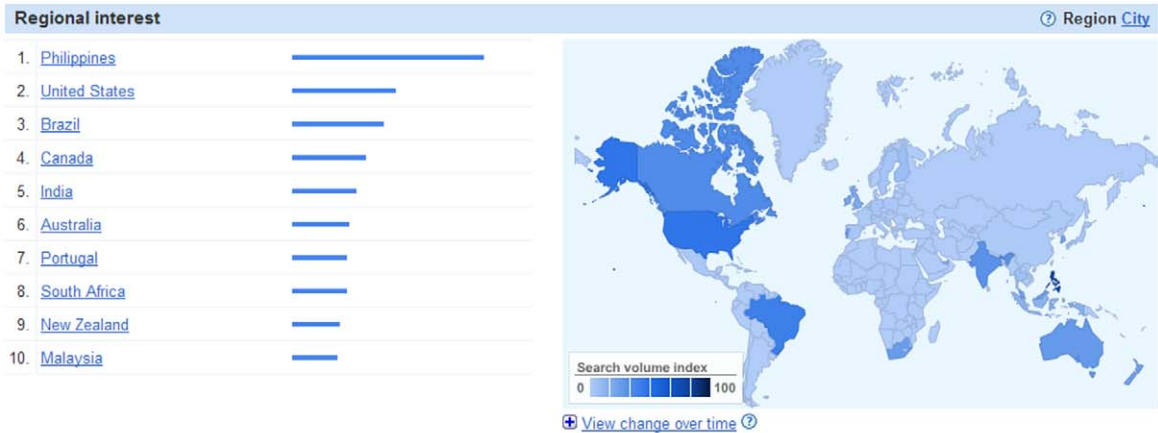 Regional interest
Region City
1. Philippines
2. United States
3. Brazil
4. Canada
5. India
6. Australia
7. Portugal
8. South Africa
9. New Zealand
10. Malaysia
Search volume index
0 100
View change over time